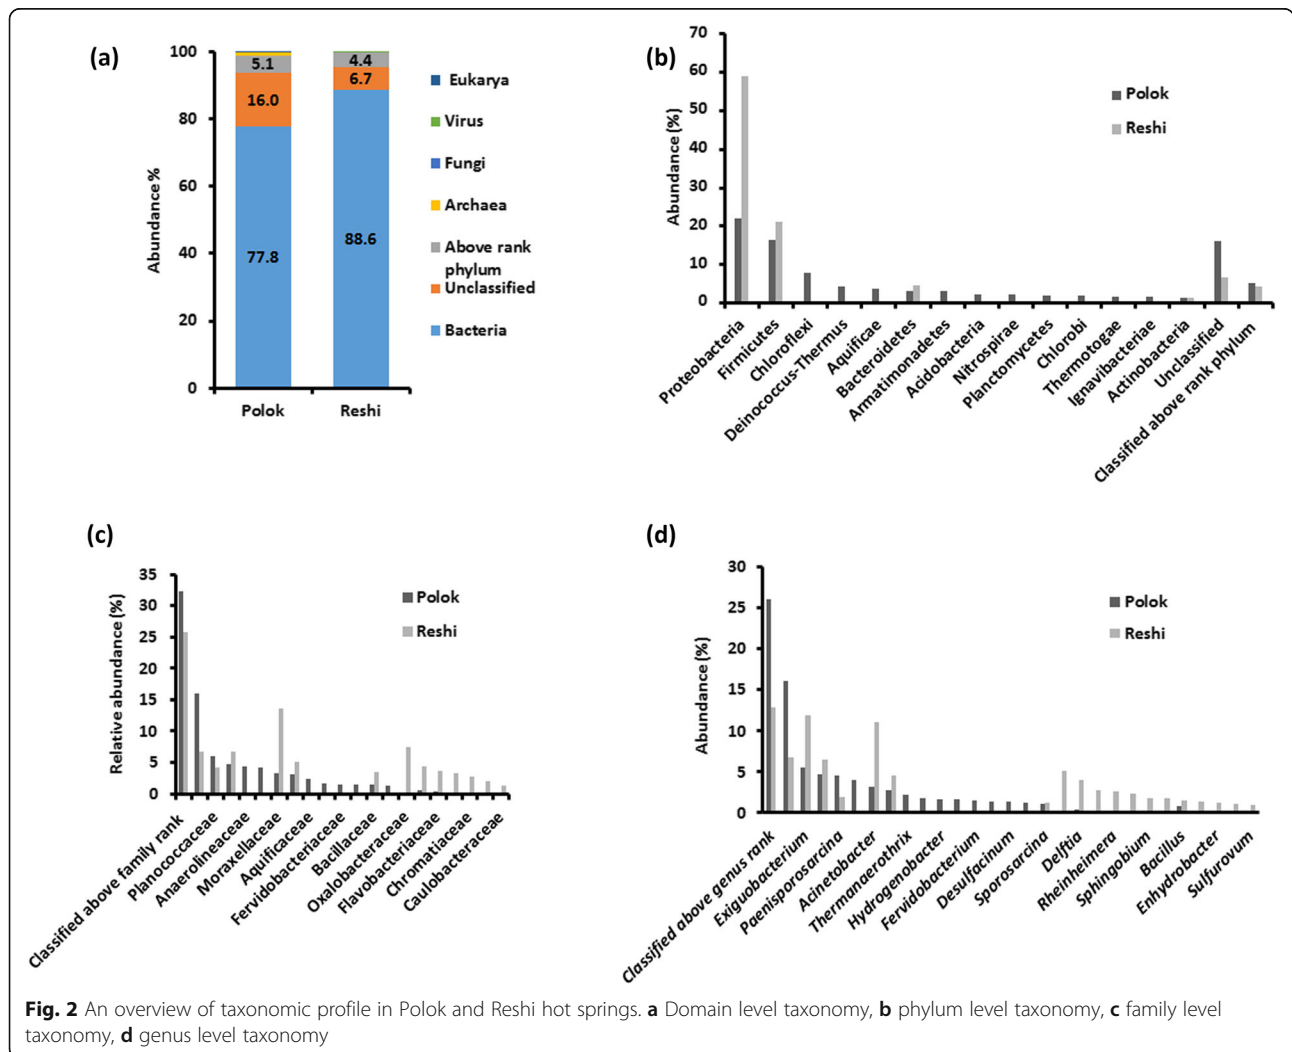 (a)
100
80
60
40
20
0
Abundance %
5.1
16.0
77.8
4.4
6.7
88.6
Polok
Reshi
Eukarya
Virus
Fungi
Archaea
Above rank
phylum
Unclassified
Bacteria
(b)
70
60
50
40
30
20
10
0
Abundance (%)
Polok
Reshi
Proteobacteria
Firmicutes
Chloroflexi
Deinococcus-Thermus
Aquificae
Bacteroidetes
Armatimonadetes
Acidobacteria
Nitrospirae
Planctomycetes
Chlorobi
Thermotogae
Ignavibacteriae
Actinobacteria
Unclassified
Classified above rank phylum
(c)
35
30
25
20
15
10
5
0
Relative abundance (%)
Polok
Reshi
Classified above family rank
Planococcaceae
Anaerolineaceae
Moraxellaceae
Aquificaceae
Fervidobacteriaceae
Bacillaceae
Oxalobacteraceae
Flavobacteriaceae
Chromatiaceae
Caulobacteraceae
(d)
30
25
20
15
10
5
0
Abundance (%)
Polok
Reshi
Classified above genus rank
Exiguobacterium
Paenisporosarcina
Acinetobacter
Thermanaerothrix
Hydrogenobacter
Fervidobacterium
Desulfacinum
Sporosarcina
Delftia
Rheinheimera
Sphingobium
Bacillus
Enhydrobacter
Sulfurovum
Fig. 2 An overview of taxonomic profile in Polok and Reshi hot springs. a Domain level taxonomy, b phylum level taxonomy, c family level
taxonomy, d genus level taxonomy